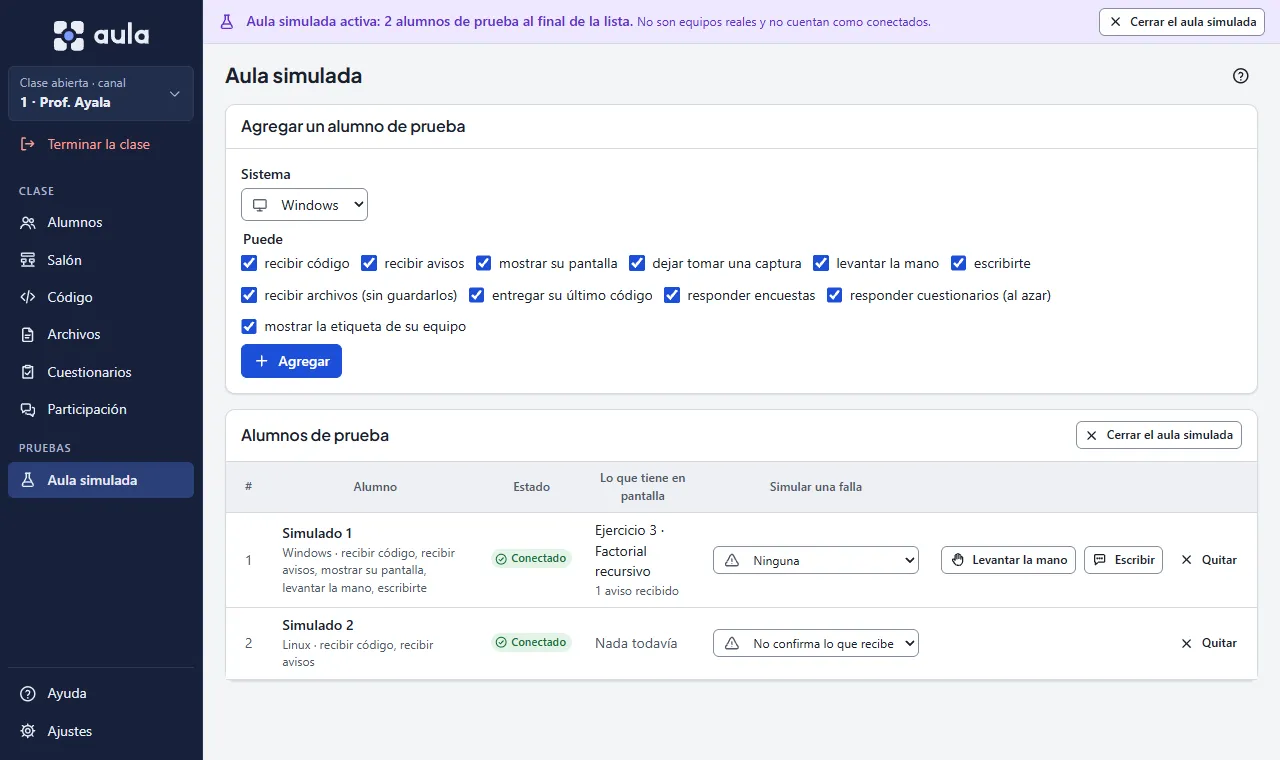 aula
Clase abierta · canal
1 · Prof. Ayala
Terminar la clase
CLASE
Alumnos
Salón
Código
Archivos
Cuestionarios
Participación
PRUEBAS
Aula simulada
Ayuda
Ajustes
Aula simulada activa: 2 alumnos de prueba al final de la lista. No son equipos reales y no cuentan como conectados.
Cerrar el aula simulada
Aula simulada
Agregar un alumno de prueba
Sistema
Windows
Puede
recibir código recibir avisos mostrar su pantalla dejar tomar una captura levantar la mano escribirte
recibir archivos (sin guardarlos) entregar su último código responder encuestas responder cuestionarios (al azar)
mostrar la etiqueta de su equipo
Agregar
Alumnos de prueba
Cerrar el aula simulada
# Alumno Estado Lo que tiene en pantalla Simular una falla
1
Simulado 1
Windows · recibir código, recibir
avisos, mostrar su pantalla,
levantar la mano, escribirte
Conectado
Ejercicio 3 ·
Factorial
recursivo
1 aviso recibido
Ninguna
Levantar la mano
Escribir
Quitar
2
Simulado 2
Linux · recibir código, recibir
avisos
Conectado
Nada todavía
No confirma lo que recibe
Quitar